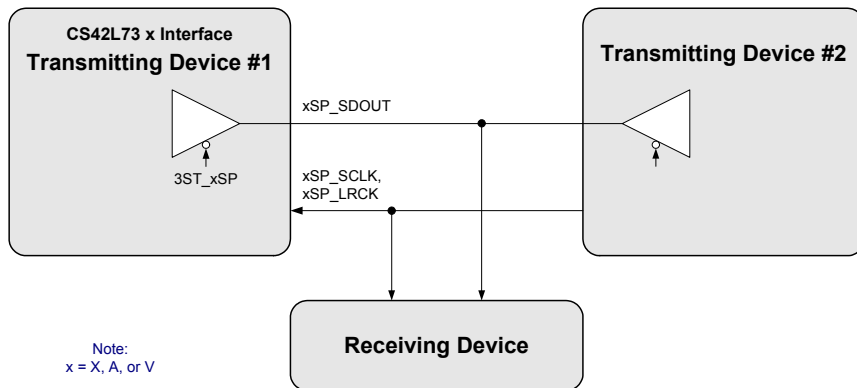 CS42L73 x Interface
Transmitting Device #1
Transmitting Device #2
xSP_SDOUT
3ST_xSP
xSP_SCLK,
xSP_LRCK
Receiving Device
Note:
x = X, A, or V